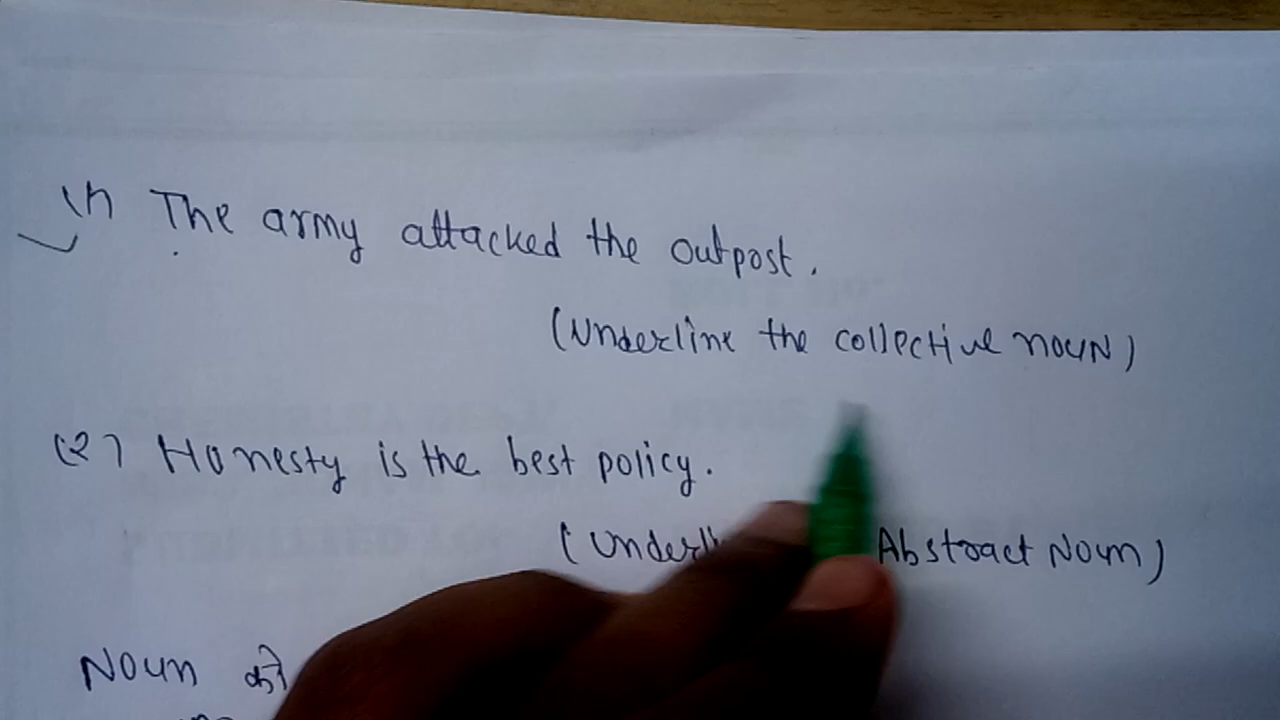 (1) The army attacked the outpost.
(Underline the collective noun)
(2) Honesty is the best policy.
(Underli Abstract Noun)
Noun को